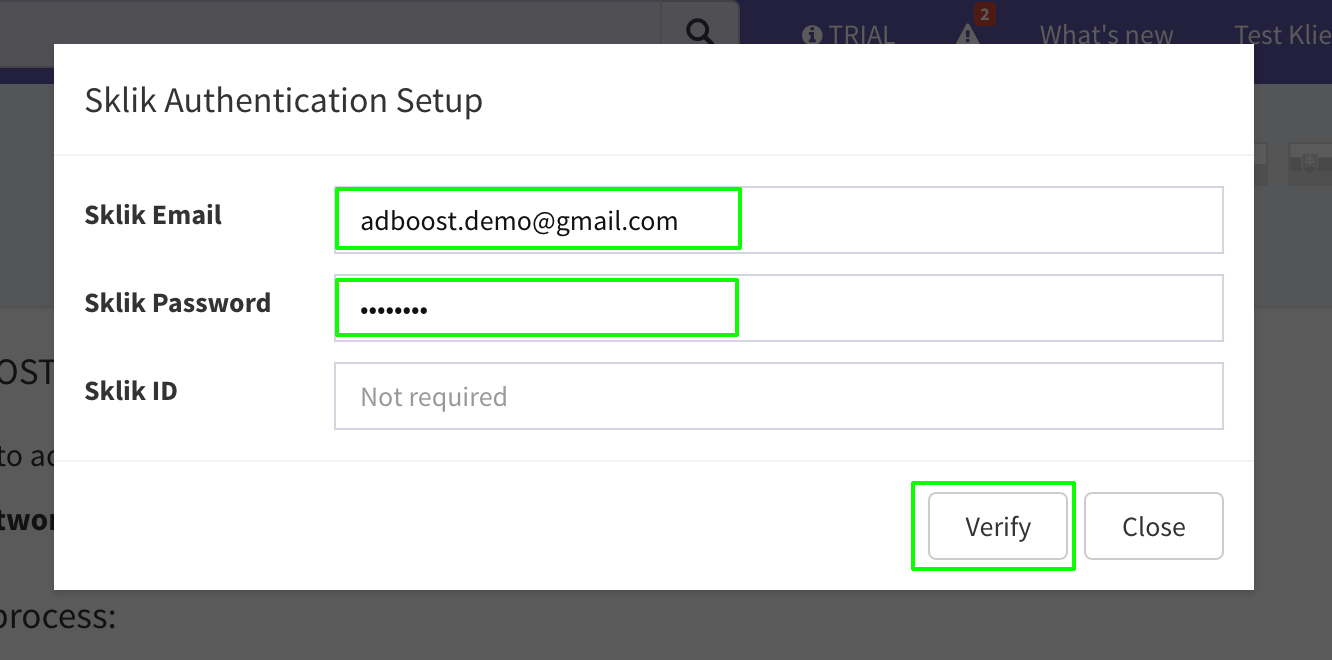 2
TRIAL
What's new
Test Klie
Sklik Authentication Setup
Sklik Email
adboost.demo@gmail.com
Sklik Password
••••••••
Sklik ID
Not required
OST
to ad
twor
Verify
Close
process: